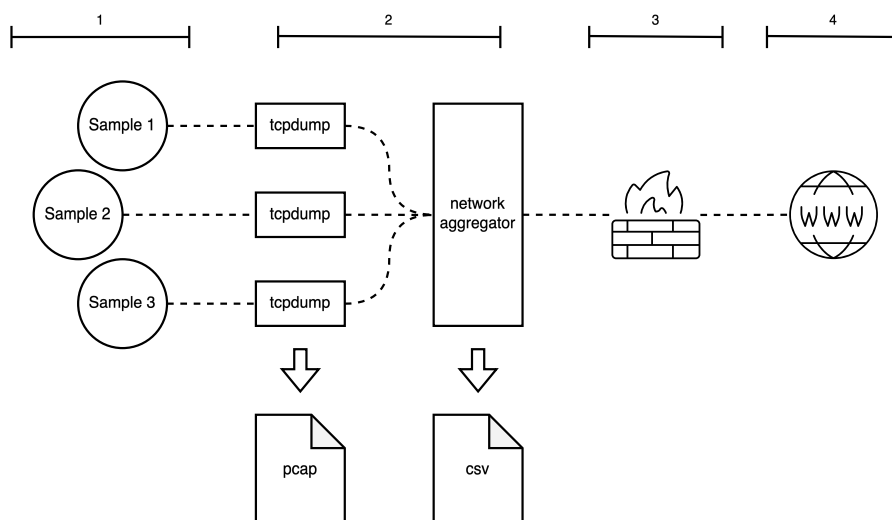 1
2
3
4
Sample 1
tcpdump
Sample 2
tcpdump
network
aggregator
WWW
Sample 3
tcpdump
pcap
csv